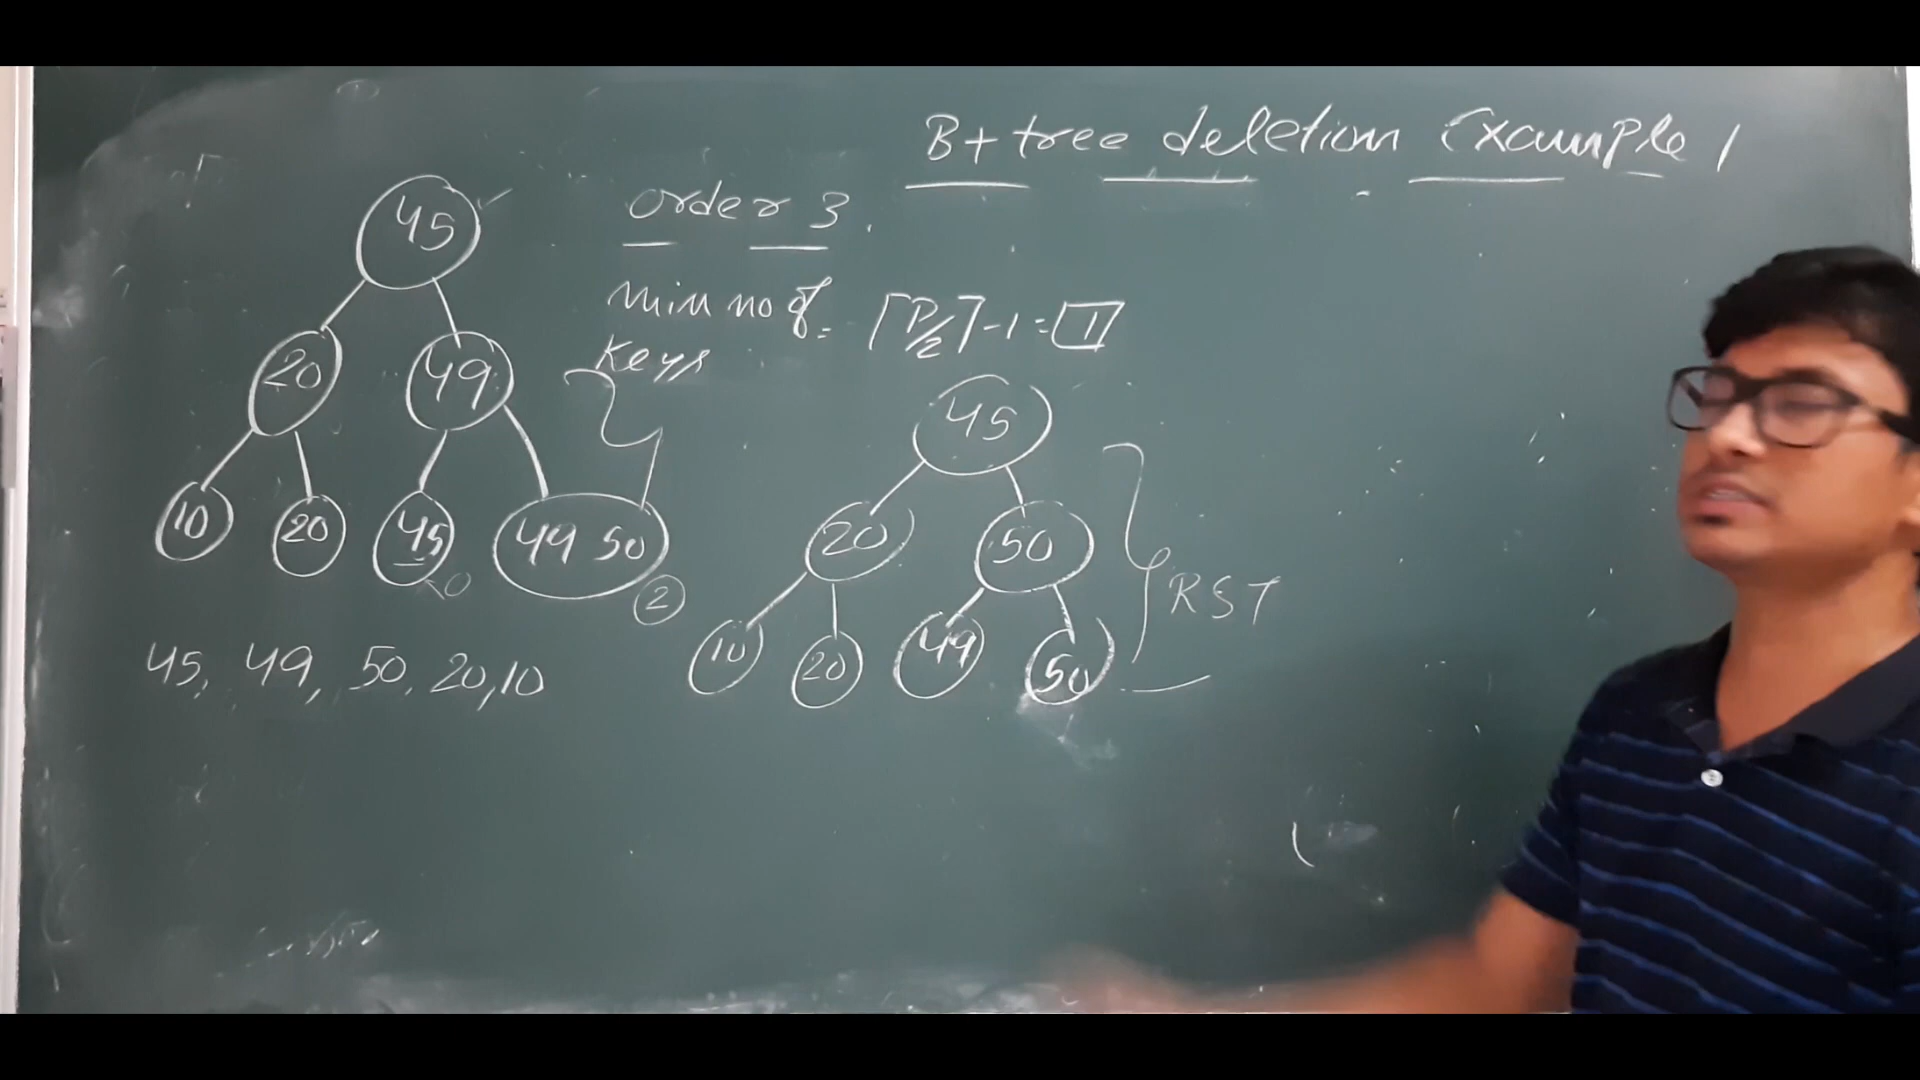 B+ tree deletion Example 1
order 3.
min no of keys = ⌈P/2⌉-1 = 1
45
20 49
10 20 45 49 50
0
2
45, 49, 50, 20, 10
45
20 50
10 20 49 50
RST